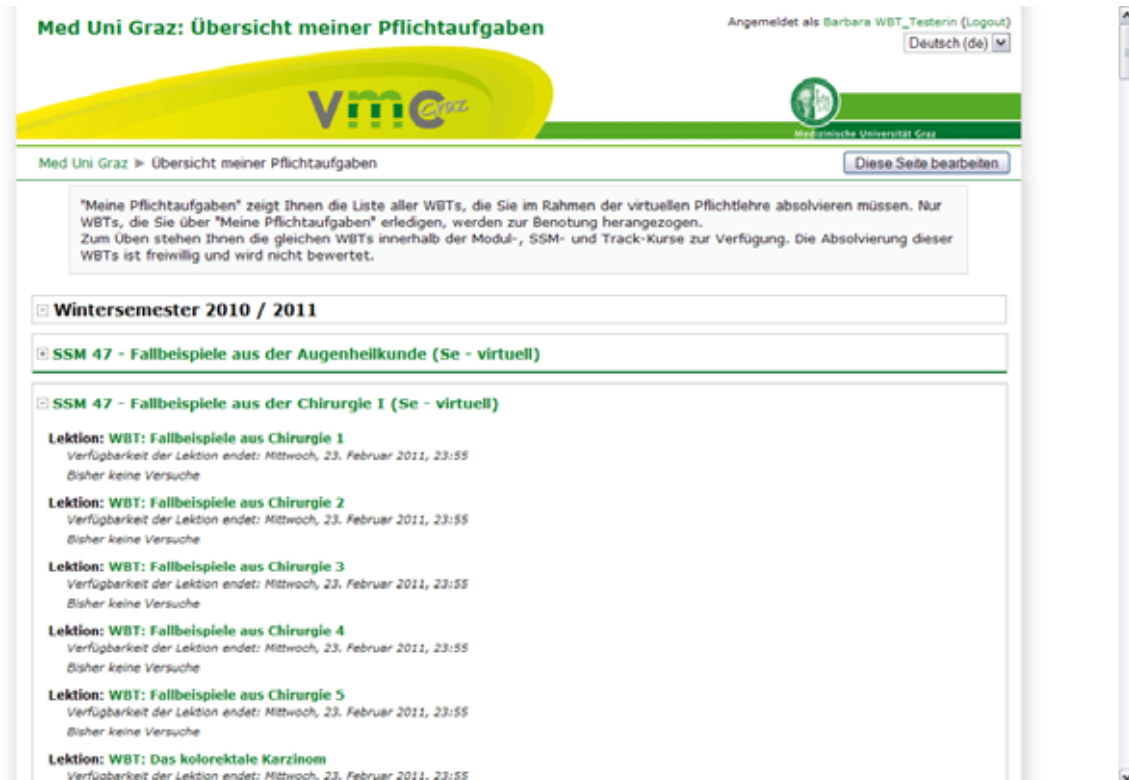 Med Uni Graz: Übersicht meiner Pflichtaufgaben
Angemeldet als Barbara WBT_Testerin (Logout)
Deutsch (de)
vmc Graz
Medizinische Universität Graz
Med Uni Graz ► Übersicht meiner Pflichtaufgaben
Diese Seite bearbeiten
"Meine Pflichtaufgaben" zeigt Ihnen die Liste aller WBTs, die Sie im Rahmen der virtuellen Pflichtlehre absolvieren müssen. Nur
WBTs, die Sie über "Meine Pflichtaufgaben" erledigen, werden zur Benotung herangezogen.
Zum Üben stehen Ihnen die gleichen WBTs innerhalb der Modul-, SSM- und Track-Kurse zur Verfügung. Die Absolvierung dieser
WBTs ist freiwillig und wird nicht bewertet.
Wintersemester 2010 / 2011
SSM 47 - Fallbeispiele aus der Augenheilkunde (Se - virtuell)
SSM 47 - Fallbeispiele aus der Chirurgie I (Se - virtuell)
Lektion: WBT: Fallbeispiele aus Chirurgie 1
Verfügbarkeit der Lektion endet: Mittwoch, 23. Februar 2011, 23:55
Bisher keine Versuche
Lektion: WBT: Fallbeispiele aus Chirurgie 2
Verfügbarkeit der Lektion endet: Mittwoch, 23. Februar 2011, 23:55
Bisher keine Versuche
Lektion: WBT: Fallbeispiele aus Chirurgie 3
Verfügbarkeit der Lektion endet: Mittwoch, 23. Februar 2011, 23:55
Bisher keine Versuche
Lektion: WBT: Fallbeispiele aus Chirurgie 4
Verfügbarkeit der Lektion endet: Mittwoch, 23. Februar 2011, 23:55
Bisher keine Versuche
Lektion: WBT: Fallbeispiele aus Chirurgie 5
Verfügbarkeit der Lektion endet: Mittwoch, 23. Februar 2011, 23:55
Bisher keine Versuche
Lektion: WBT: Das kolorektale Karzinom
Verfügbarkeit der Lektion endet: Mittwoch, 23. Februar 2011, 23:55